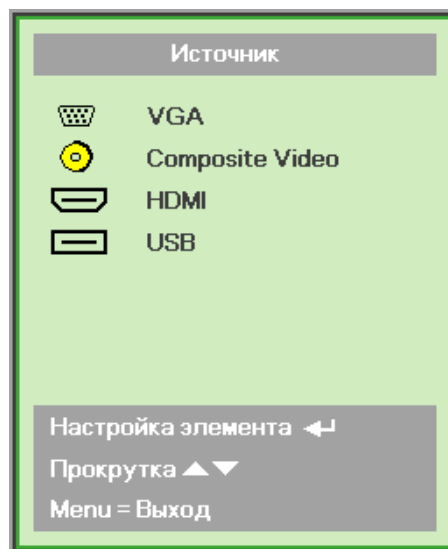 Источник
VGA
Composite Video
HDMI
USB
Настройка элемента
Прокрутка
Menu = Выход